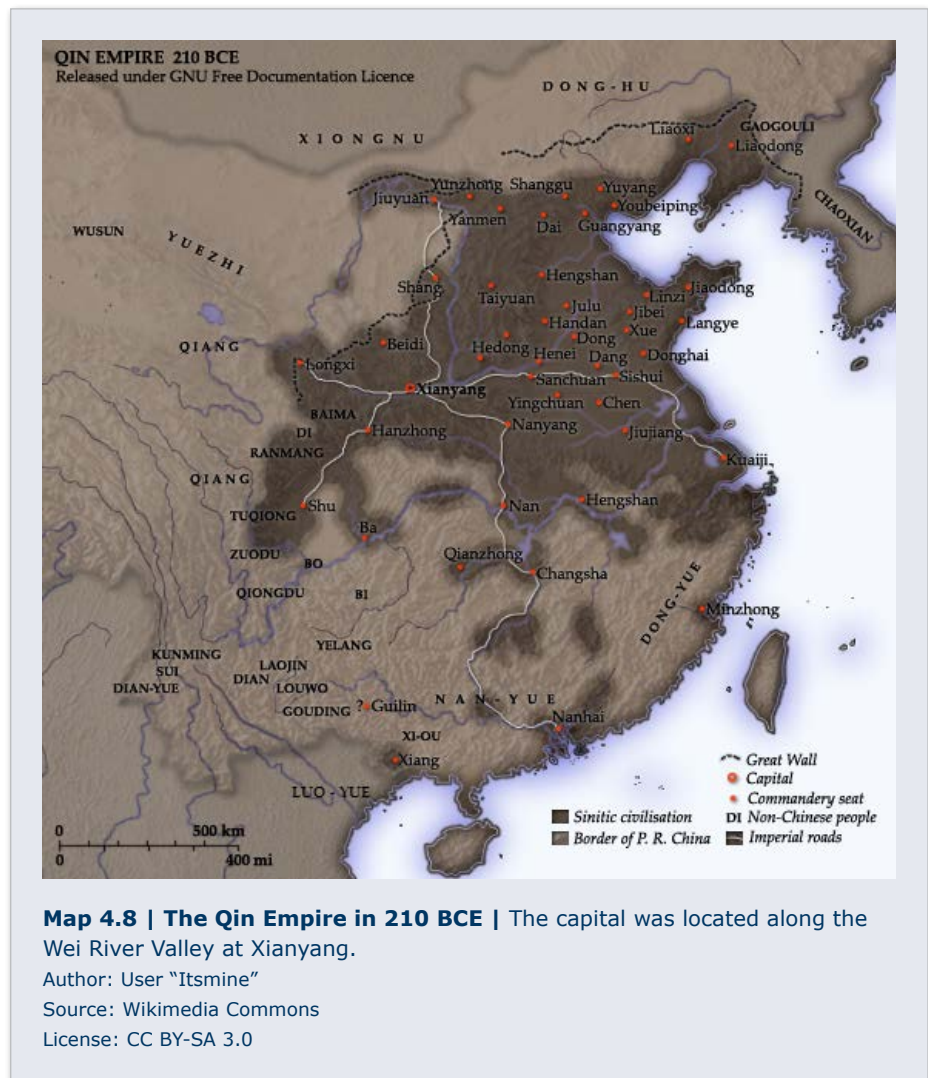 QIN EMPIRE 210 BCE
Released under GNU Free Documentation Licence
DONG-HU
XIONGNU
Liaoxi
GAOGOULI
Liaodong
Yunzhong
Shanggu
Yuyang
Jiuyuan
Youbeiping
Yanmen
Dai
Guangyang
CHAOXIAN
WUSUN
YUEZHI
Shang
Hengshan
Taiyuan
Linzi
Jiaodong
Julu
Jibei
Handan
Xue
Langye
QIANG
Beidi
Dong
Hedong
Henei
Dang
Donghai
Longxi
Xianyang
Sanchuan
Sishui
Yingchuan
Chen
BAIMA
DI
Hanzhong
Nanyang
Jiujiang
RANMANG
Kuaiji
QIANG
Shu
Nan
Hengshan
TUQIONG
Ba
ZUODU
BO
Qianzhong
Changsha
QIONGDU
BI
DONG-YUE
Minzhong
YELANG
KUNMING
SUI
LAOJIN
DIAN
DIAN-YUE
LOUWO
GOUDING
? Guilin
NAN-YUE
Nanhai
XI-OU
Xiang
LUO-YUE
Great Wall
Capital
Commandery seat
DI Non-Chinese people
Imperial roads
Sinitic civilisation
Border of P. R. China
0 500 km
0 400 mi
Map 4.8 | The Qin Empire in 210 BCE | The capital was located along the
Wei River Valley at Xianyang.
Author: User “Itsmine”
Source: Wikimedia Commons
License: CC BY-SA 3.0